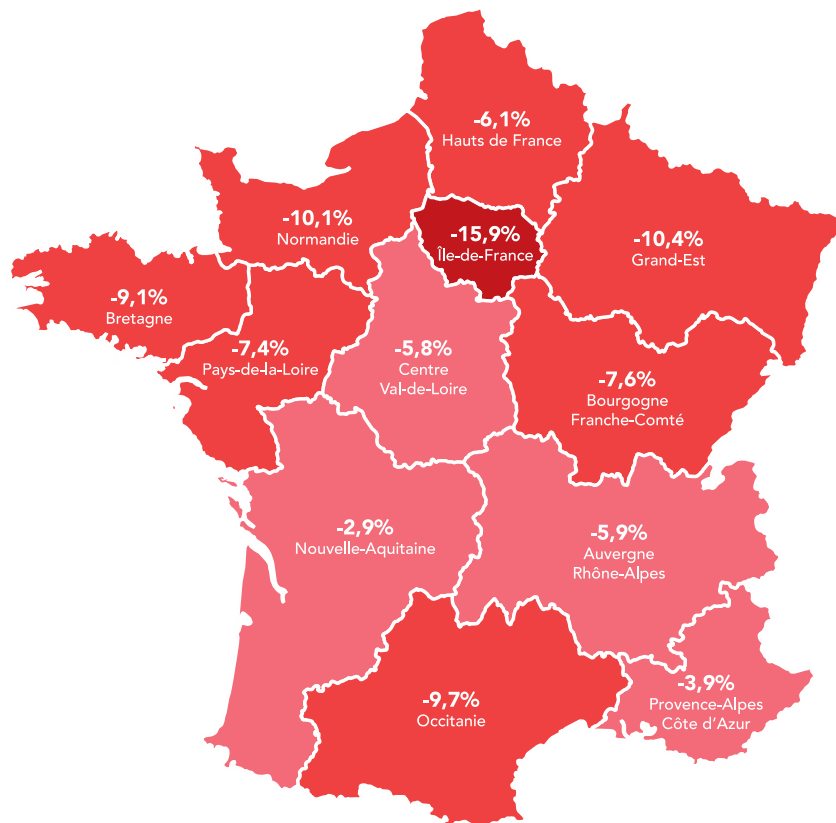 -6,1%
Hauts de France
-10,1%
Normandie
-15,9%
Île-de-France
-10,4%
Grand-Est
-9,1%
Bretagne
-7,4%
Pays-de-la-Loire
-5,8%
Centre
Val-de-Loire
-7,6%
Bourgogne
Franche-Comté
-2,9%
Nouvelle-Aquitaine
-5,9%
Auvergne
Rhône-Alpes
-9,7%
Occitanie
-3,9%
Provence-Alpes
Côte d'Azur